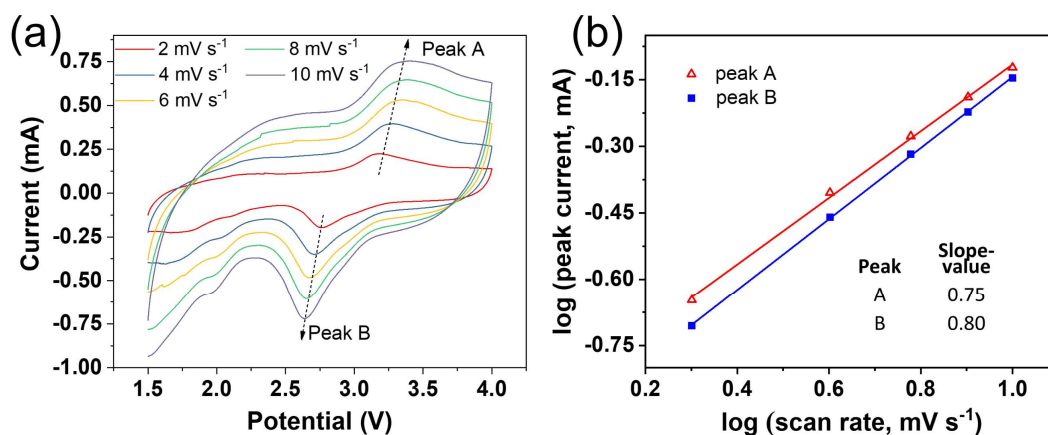 (a)
2 mV s⁻¹
8 mV s⁻¹
4 mV s⁻¹
10 mV s⁻¹
6 mV s⁻¹
Peak A
Peak B
0.75
0.50
0.25
0.00
-0.25
-0.50
-0.75
-1.00
Current (mA)
1.5
2.0
2.5
3.0
3.5
4.0
Potential (V)
(b)
peak A
peak B
-0.15
-0.30
-0.45
-0.60
-0.75
log (peak current, mA)
Peak Slope-value
A 0.75
B 0.80
0.2
0.4
0.6
0.8
1.0
log (scan rate, mV s⁻¹)